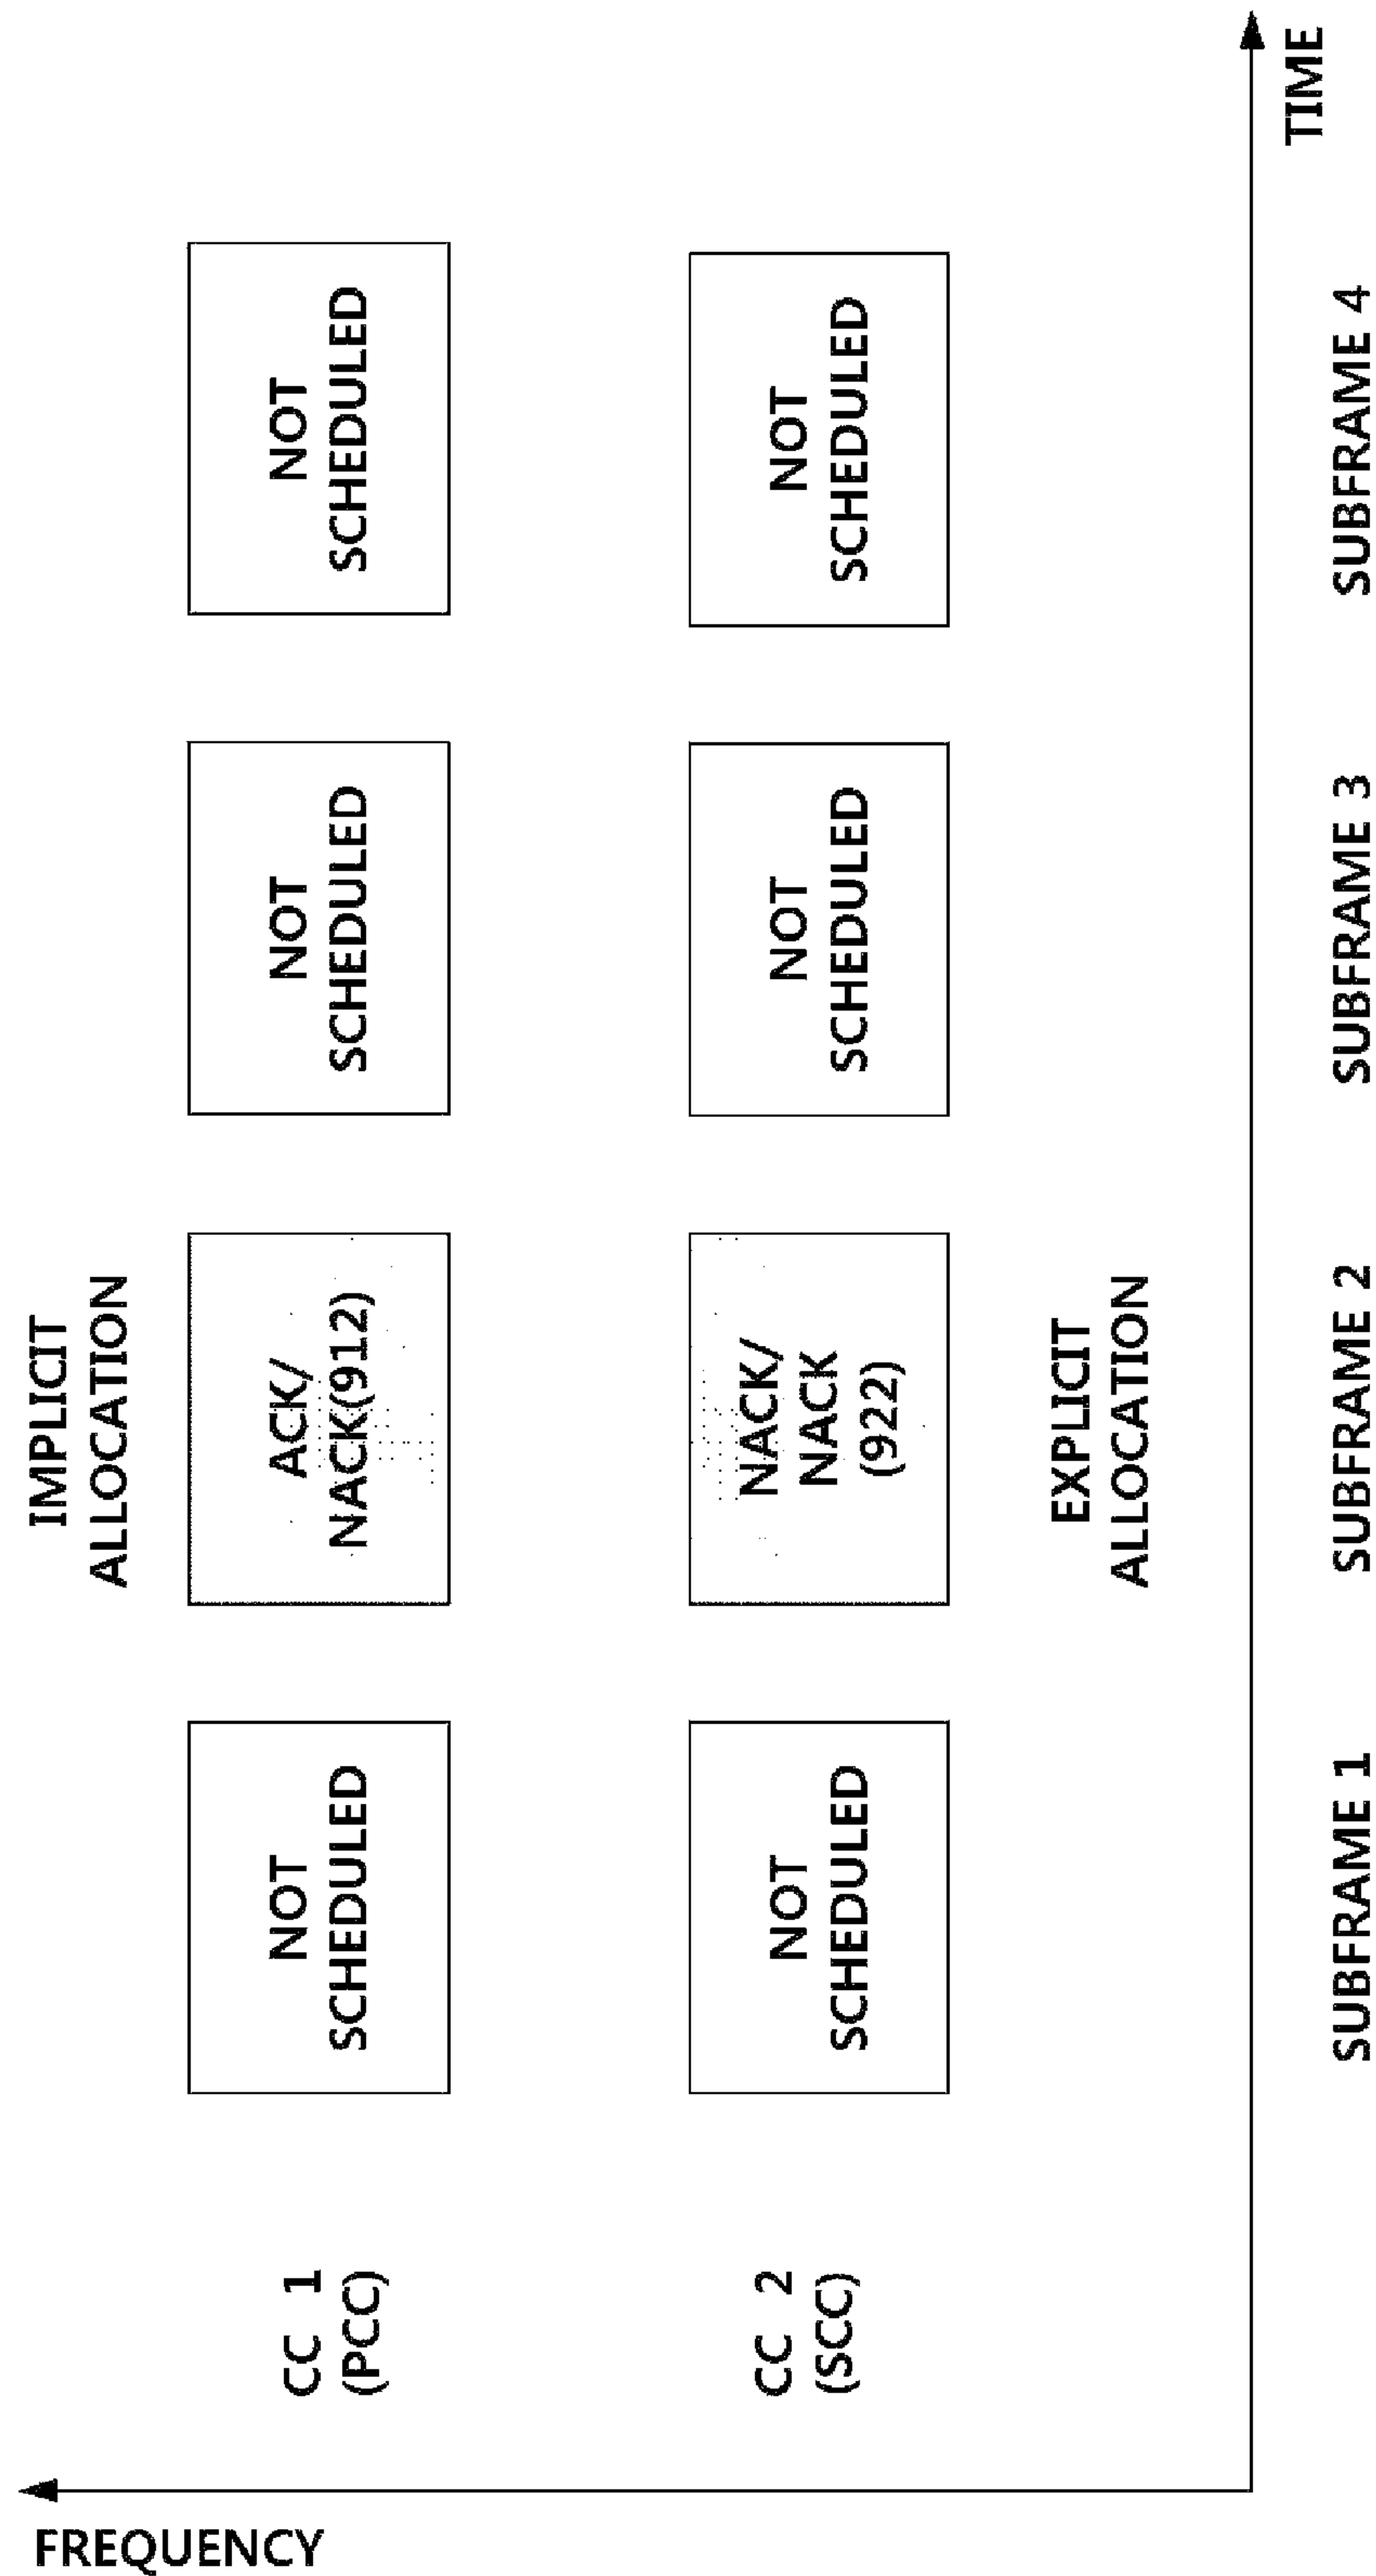 FREQUENCY
IMPLICIT
ALLOCATION
CC 1
(PCC)
NOT
SCHEDULED
ACK/
NACK(912)
NOT
SCHEDULED
NOT
SCHEDULED
CC 2
(SCC)
NOT
SCHEDULED
NACK/
NACK
(922)
NOT
SCHEDULED
NOT
SCHEDULED
EXPLICIT
ALLOCATION
TIME
SUBFRAME 1
SUBFRAME 2
SUBFRAME 3
SUBFRAME 4